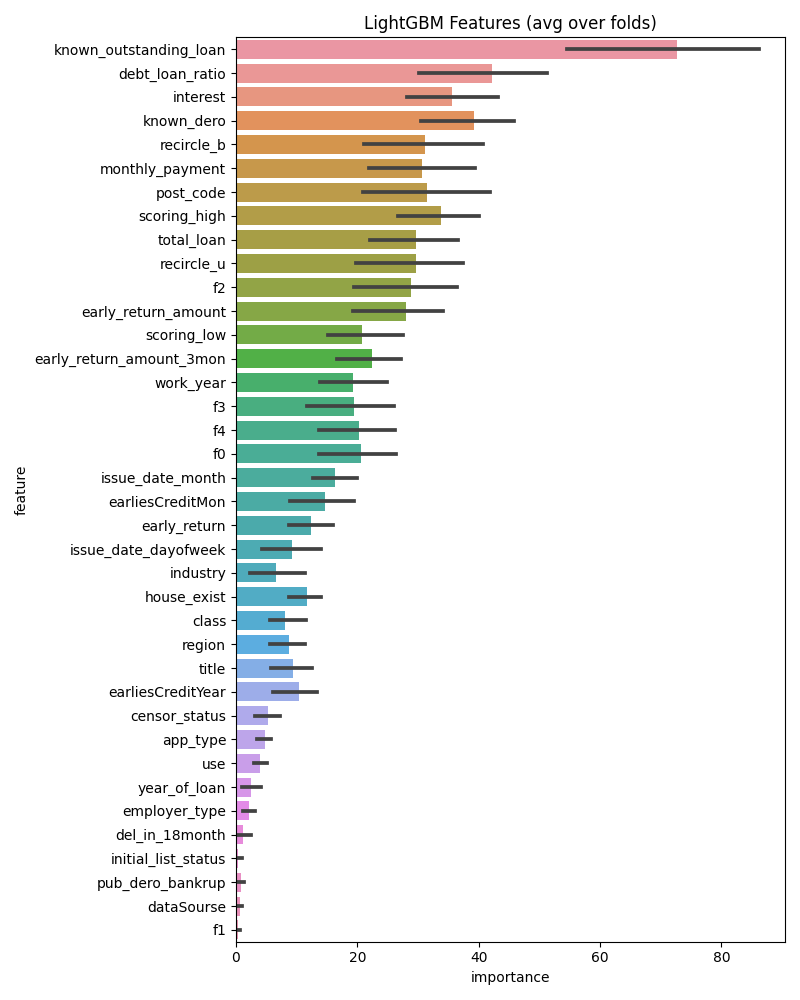 LightGBM Features (avg over folds)
known_outstanding_loan
debt_loan_ratio
interest
known_dero
recircle_b
monthly_payment
post_code
scoring_high
total_loan
recircle_u
f2
early_return_amount
scoring_low
early_return_amount_3mon
work_year
f3
f4
f0
issue_date_month
earliesCreditMon
early_return
issue_date_dayofweek
industry
house_exist
class
region
title
earliesCreditYear
censor_status
app_type
use
year_of_loan
employer_type
del_in_18month
initial_list_status
pub_dero_bankrup
dataSourse
f1
feature
0 20 40 60 80
importance